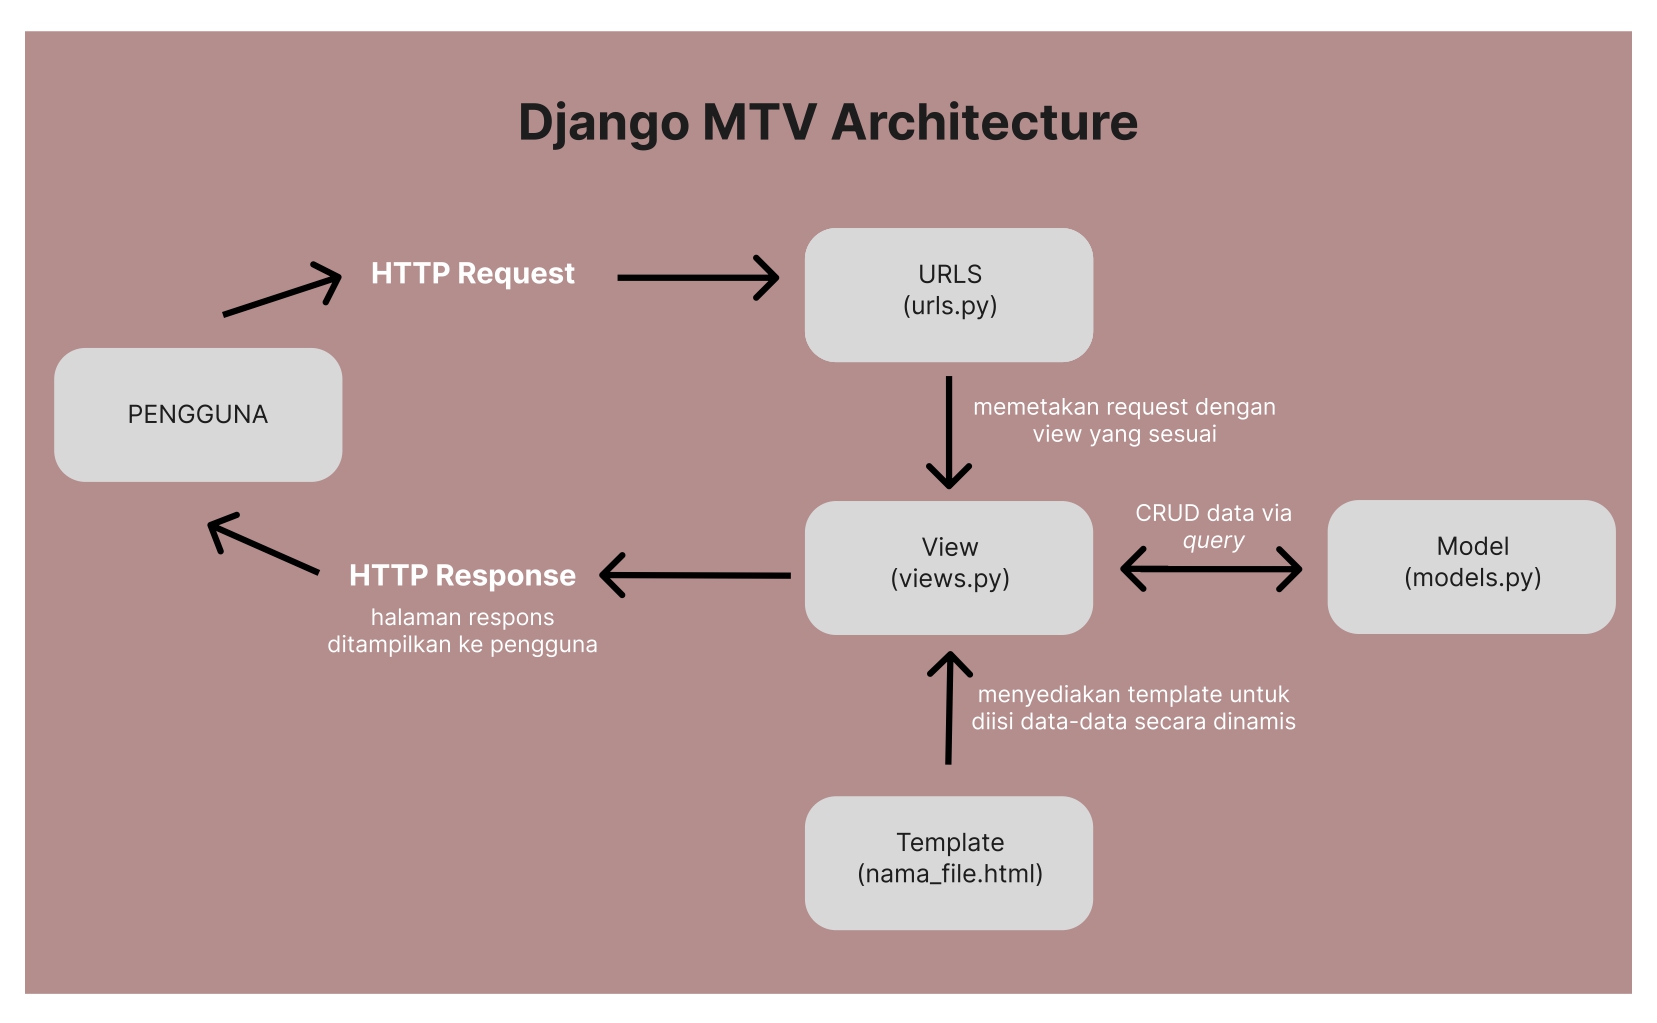 Django MTV Architecture
HTTP Request
URLS
(urls.py)
PENGGUNA
memetakan request dengan
view yang sesuai
CRUD data via
query
View
(views.py)
Model
(models.py)
HTTP Response
halaman respons
ditampilkan ke pengguna
menyediakan template untuk
diisi data-data secara dinamis
Template
(nama_file.html)